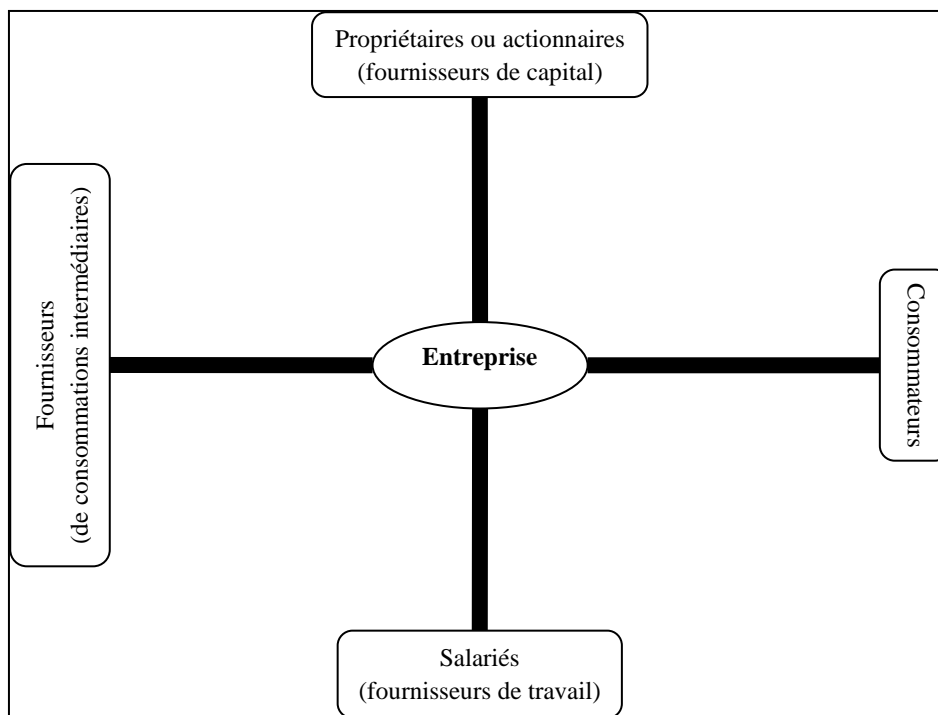 Propriétaires ou actionnaires
(fournisseurs de capital)
Fournisseurs
(de consommations intermédiaires)
Entreprise
Consommateurs
Salariés
(fournisseurs de travail)